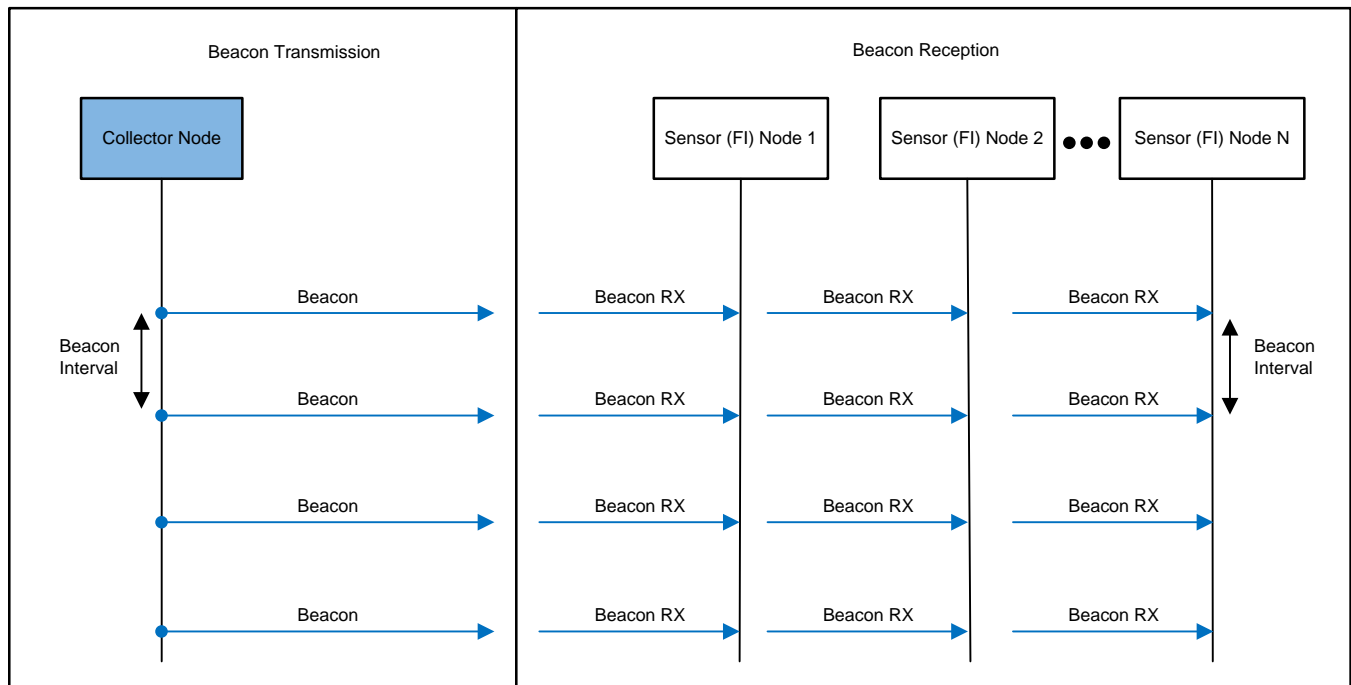 Beacon Transmission
Beacon Reception
Collector Node
Sensor (FI) Node 1
Sensor (FI) Node 2
Sensor (FI) Node N
Beacon
Beacon RX
Beacon RX
Beacon RX
Beacon
Interval
Beacon
Interval
Beacon
Beacon RX
Beacon RX
Beacon RX
Beacon
Beacon RX
Beacon RX
Beacon RX
Beacon
Beacon RX
Beacon RX
Beacon RX